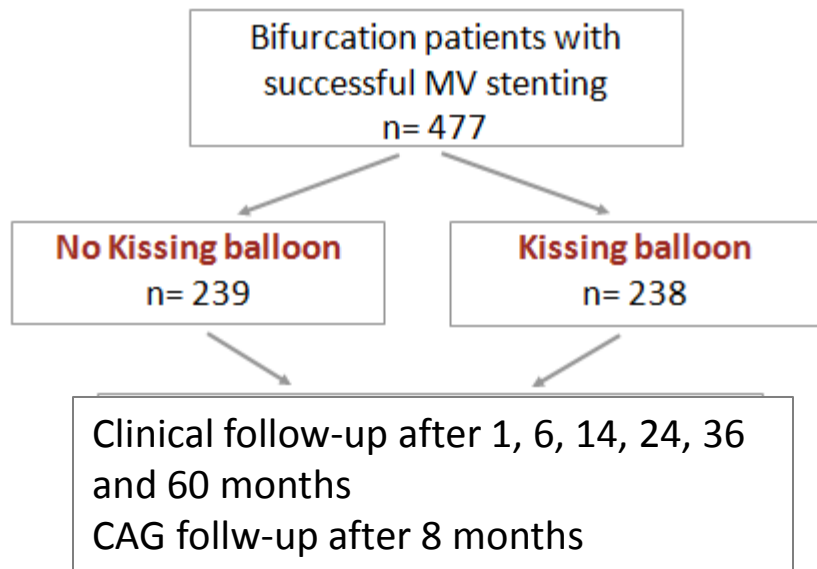 Bifurcation patients with
successful MV stenting
n= 477
No Kissing balloon
n= 239
Kissing balloon
n= 238
Clinical follow-up after 1, 6, 14, 24, 36
and 60 months
CAG follw-up after 8 months